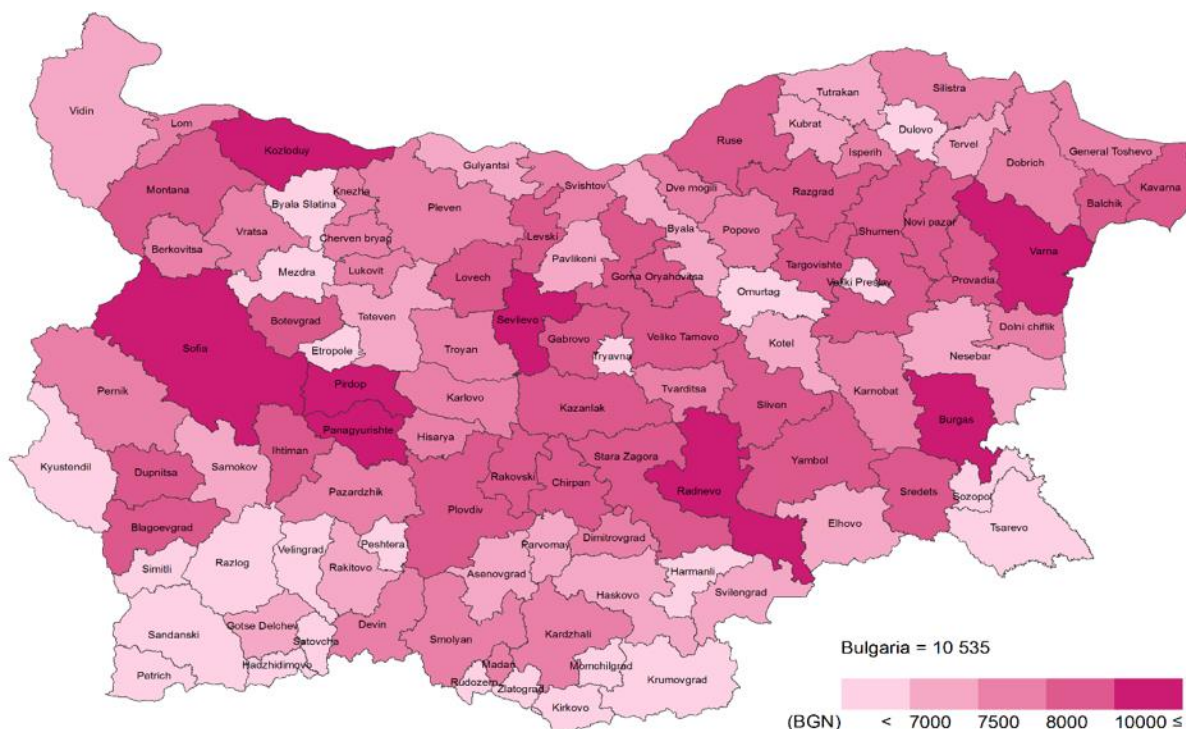 Vidin
Lom
Kozloduy
Montana
Byala Slatina
Knezha
Gulyantsi
Pleven
Svishtov
Dve mogili
Ruse
Tutrakan
Silistra
Kubrat
Dulovo
Isperih
Tervel
Dobrich
General Toshevo
Kavarna
Balchik
Razgrad
Berkovitsa
Vratsa
Cherven bryag
Levski
Byala
Popovo
Shumen
Novi pazar
Varna
Mezdra
Lukovit
Lovech
Pavlikeni
Gorna Oryahovitsa
Targovishte
Veliki Preslav
Provadia
Omurtag
Sofia
Botevgrad
Teteven
Sevlievo
Etropole
Troyan
Gabrovo
Tryavna
Veliko Tarnovo
Kotel
Dolni chiflik
Nesebar
Pernik
Pirdop
Karlovo
Tvarditsa
Sliven
Karnobat
Panagyurishte
Kazanlak
Burgas
Hisarya
Kyustendil
Dupnitsa
Samokov
Ihtiman
Stara Zagora
Yambol
Rakovski
Chirpan
Radnevo
Pazardzhik
Plovdiv
Sredets
Sozopol
Tsarevo
Blagoevgrad
Elhovo
Simitli
Razlog
Velingrad
Peshtera
Rakitovo
Parvomay
Dimitrovgrad
Asenovgrad
Harmanli
Haskovo
Svilengrad
Sandanski
Gotse Delchev
Satovcha
Devin
Smolyan
Kardzhali
Petrich
Hadzhidimovo
Rudozem
Madan
Zlatograd
Momchilgrad
Krumovgrad
Kirkovo
Bulgaria = 10 535
(BGN) < 7000 7500 8000 10000 ≤